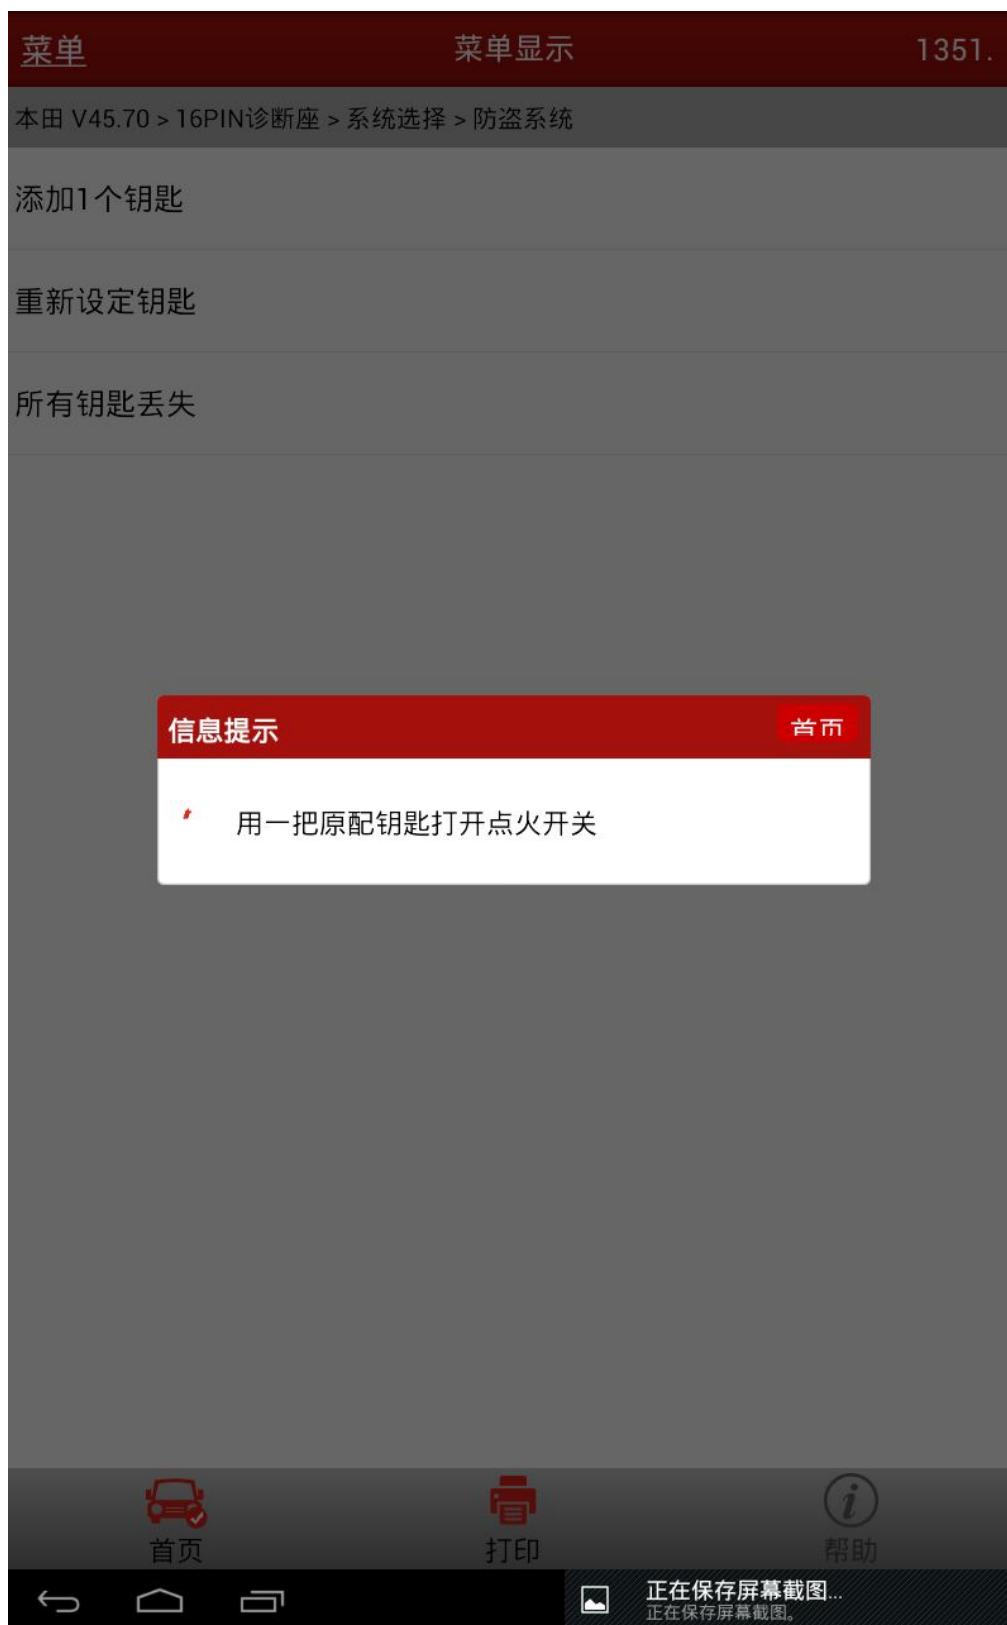 菜单 菜单显示 1351.
本田 V45.70 > 16PIN诊断座 > 系统选择 > 防盗系统
添加1个钥匙
重新设定钥匙
所有钥匙丢失
信息提示 首页
用一把原配钥匙打开点火开关
首页 打印 帮助
正在保存屏幕截图...
正在保存屏幕截图。